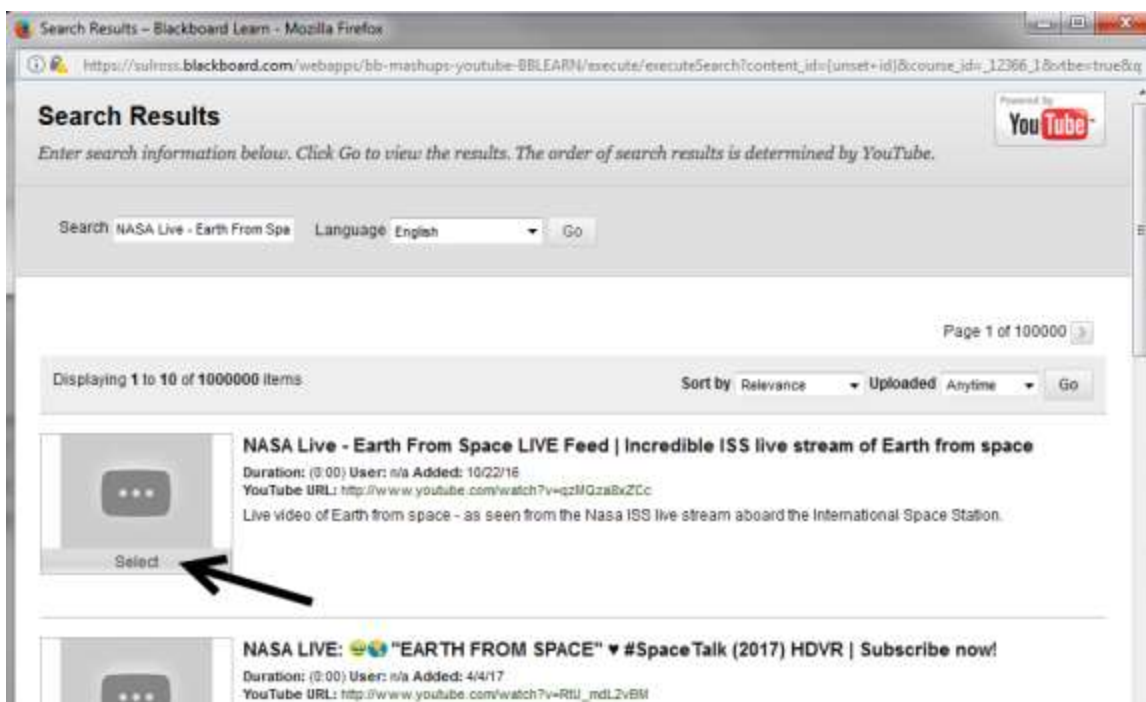 Search Results – Blackboard Learn - Mozilla Firefox
https://sulross.blackboard.com/webapps/bb-mashups-youtube-BBLEARN/execute/executeSearch?content_id={unset+id}&course_id=_12366_1&vtbe=true&q
Search Results
Powered by
YouTube
Enter search information below. Click Go to view the results. The order of search results is determined by YouTube.
Search NASA Live - Earth From Spa Language English Go
Page 1 of 100000
Displaying 1 to 10 of 1000000 items Sort by Relevance Uploaded Anytime Go
NASA Live - Earth From Space LIVE Feed | Incredible ISS live stream of Earth from space
Duration: (0:00) User: n/a Added: 10/22/16
YouTube URL: http://www.youtube.com/watch?v=qzMQza8xZCc
Live video of Earth from space - as seen from the Nasa ISS live stream aboard the International Space Station.
Select
NASA LIVE: "EARTH FROM SPACE" ♥ #SpaceTalk (2017) HDVR | Subscribe now!
Duration: (0:00) User: n/a Added: 4/4/17
YouTube URL: